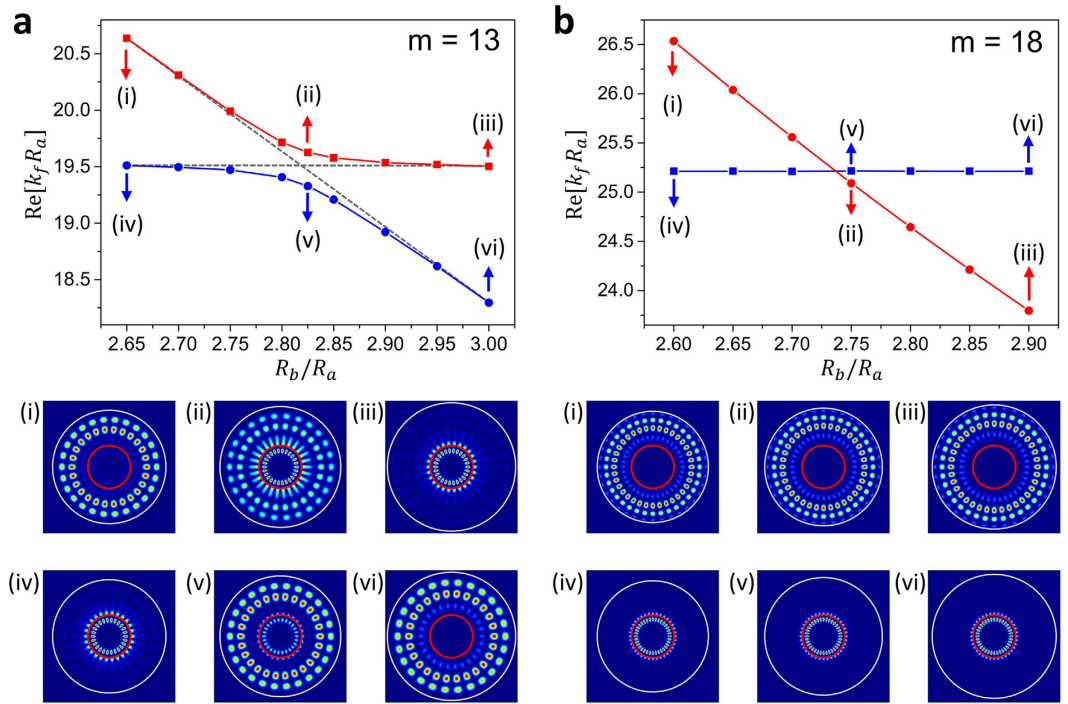 a
m = 13
Re[k_f R_a]
20.5
20.0
19.5
19.0
18.5
(i)
(ii)
(iii)
(iv)
(v)
(vi)
2.65 2.70 2.75 2.80 2.85 2.90 2.95 3.00
R_b/R_a
b
m = 18
Re[k_f R_a]
26.5
26.0
25.5
25.0
24.5
24.0
(i)
(v)
(vi)
(iv)
(ii)
(iii)
2.60 2.65 2.70 2.75 2.80 2.85 2.90
R_b/R_a
(i) (ii) (iii)
(iv) (v) (vi)
(i) (ii) (iii)
(iv) (v) (vi)